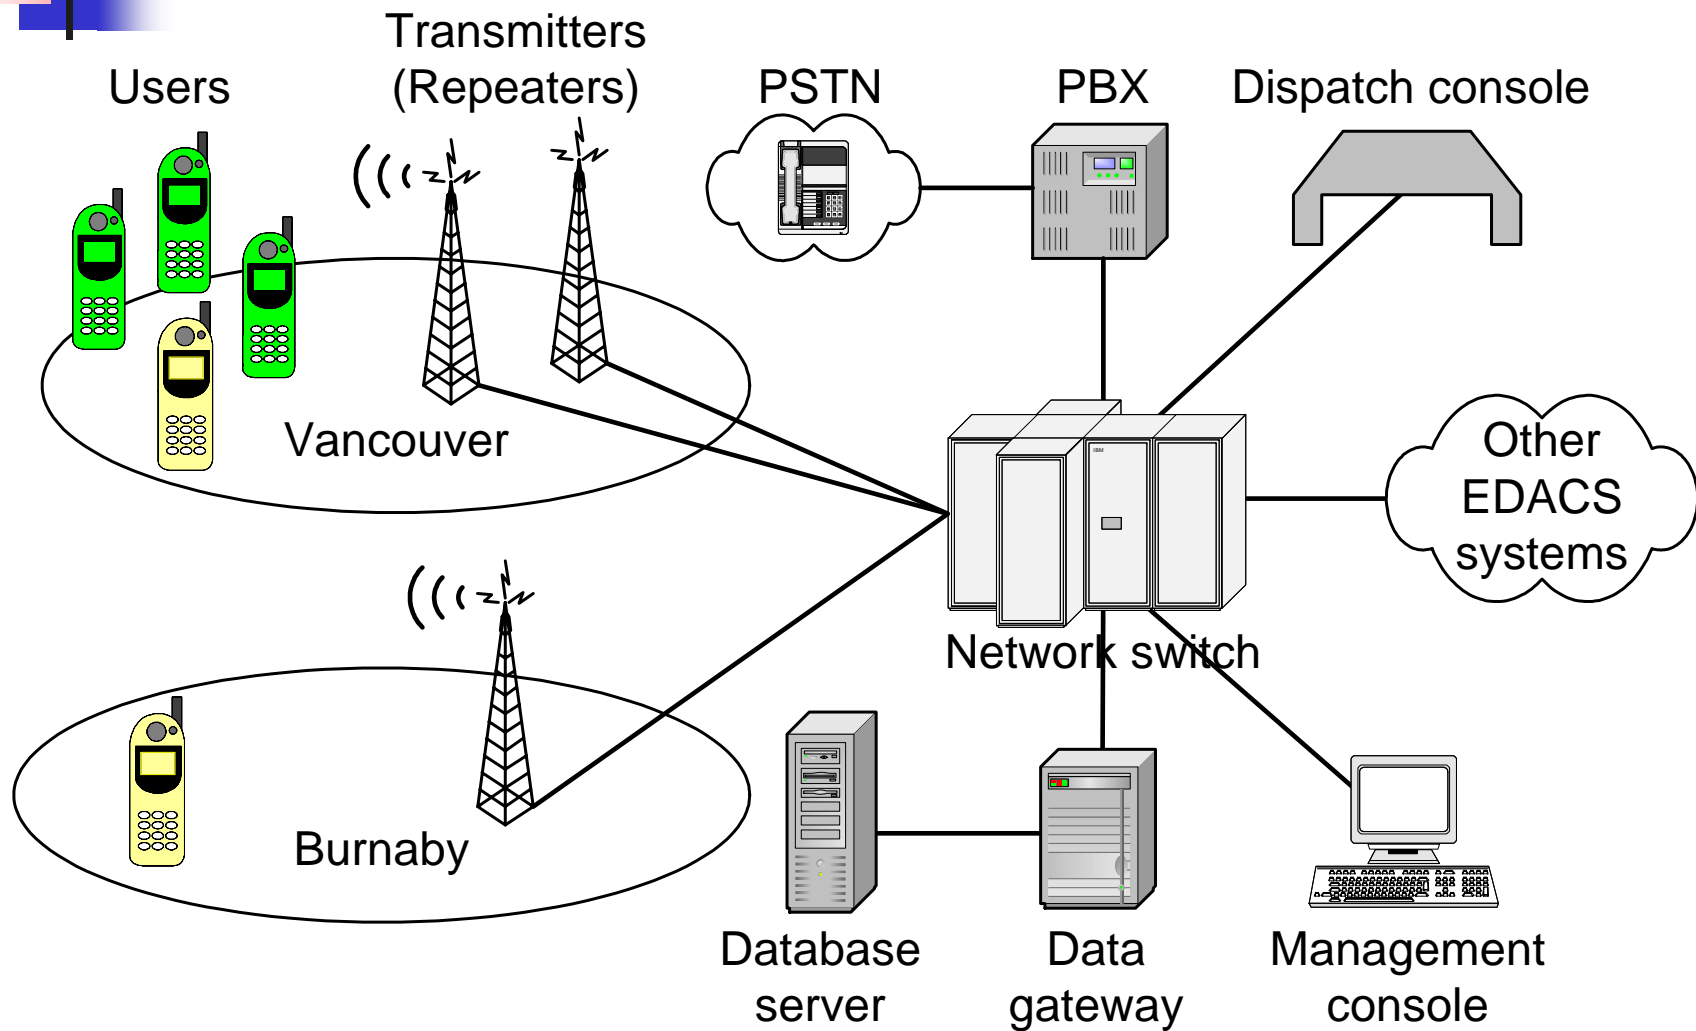 Transmitters
(Repeaters)
Users
PSTN
PBX
Dispatch console
Vancouver
IBM
Other
EDACS
systems
Network switch
Burnaby
Database
server
Data
gateway
Management
console